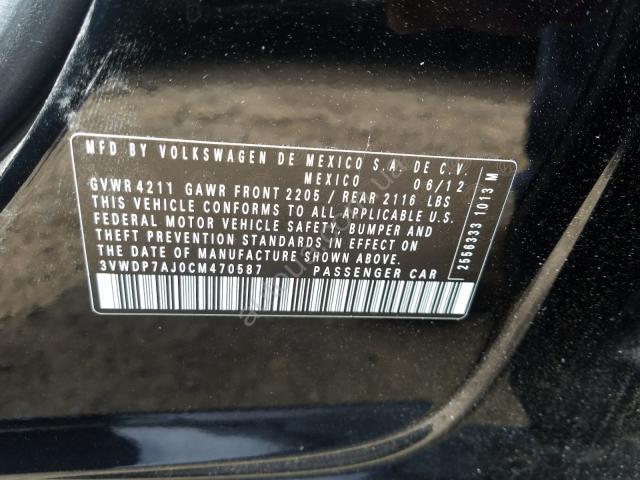 MFD BY VOLKSWAGEN DE MEXICO S.A. DE C.V.
MEXICO 06/12
GVWR 4211 GAWR FRONT 2205 / REAR 2116 LBS
THIS VEHICLE CONFORMS TO ALL APPLICABLE U.S.
FEDERAL MOTOR VEHICLE SAFETY, BUMPER AND
THEFT PREVENTION STANDARDS IN EFFECT ON
THE DATE OF MANUFACTURE SHOWN ABOVE.
3VWDP7AJ0CM470587 PASSENGER CAR
2556333 1013 M